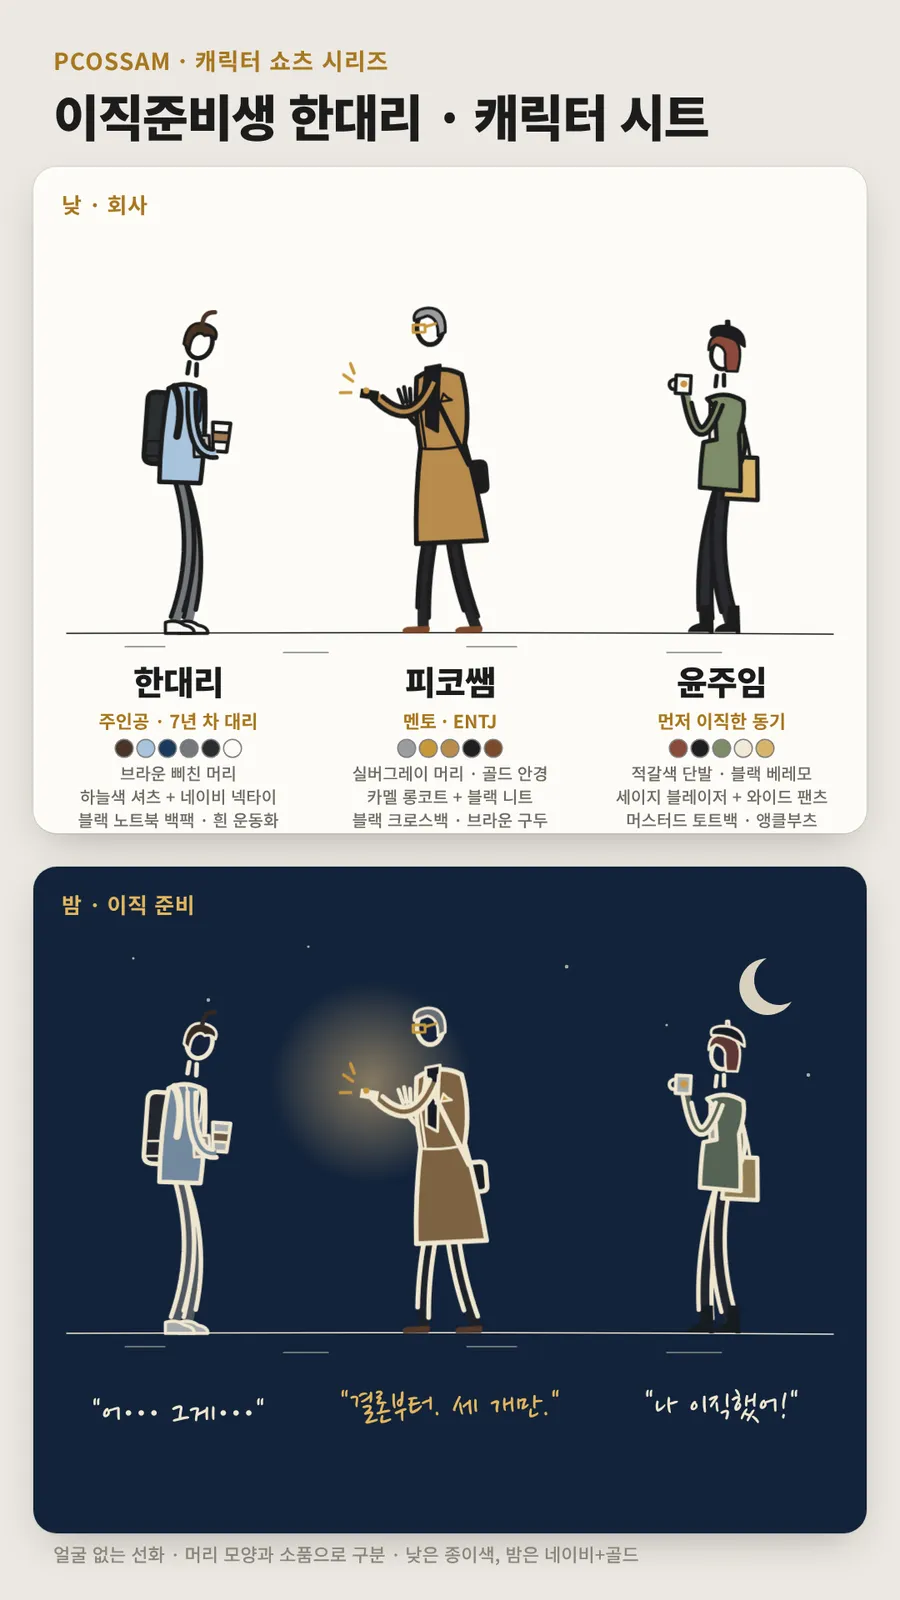 PCOSSAM · 캐릭터 쇼츠 시리즈
이직준비생 한대리 · 캐릭터 시트
낮 · 회사
한대리
주인공 · 7년 차 대리
브라운 삐친 머리
하늘색 셔츠 + 네이비 넥타이
블랙 노트북 백팩 · 흰 운동화
피코쌤
멘토 · ENTJ
실버그레이 머리 · 골드 안경
카멜 롱코트 + 블랙 니트
블랙 크로스백 · 브라운 구두
윤주임
먼저 이직한 동기
적갈색 단발 · 블랙 베레모
세이지 블레이저 + 와이드 팬츠
머스터드 토트백 · 앵클부츠
밤 · 이직 준비
"어... 그게..."
"결론부터. 세 개만."
"나 이직했어!"
얼굴 없는 선화 · 머리 모양과 소품으로 구분 · 낮은 종이색, 밤은 네이비+골드